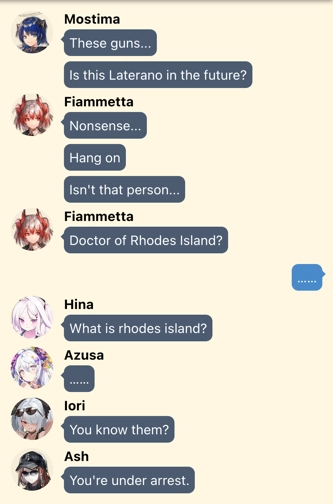 Mostima
These guns...
Is this Laterano in the future?
Fiammetta
Nonsense...
Hang on
Isn't that person...
Fiammetta
Doctor of Rhodes Island?
......
Hina
What is rhodes island?
Azusa
......
Iori
You know them?
Ash
You're under arrest.